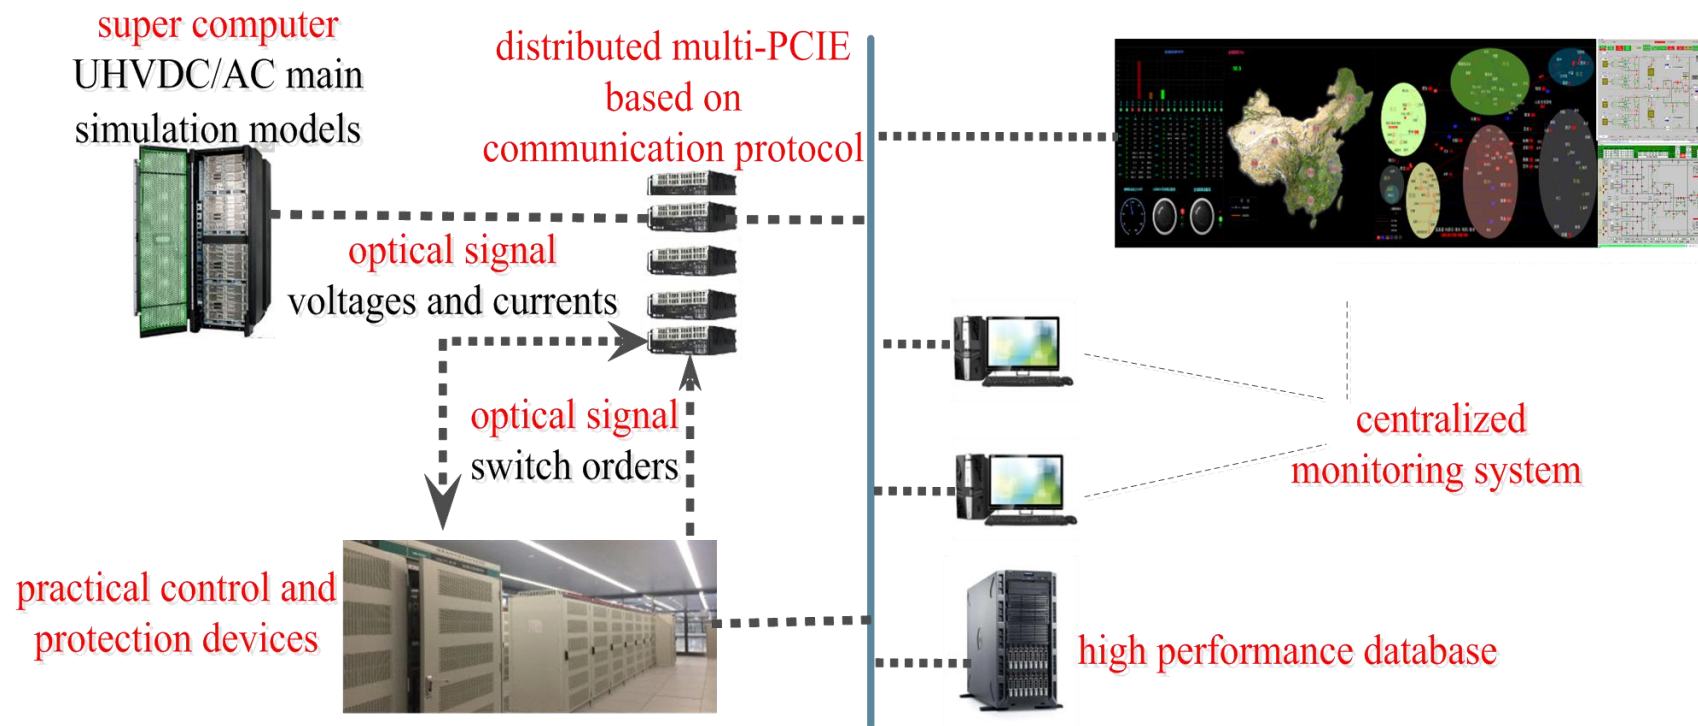 super computer
UHVDC/AC main
simulation models
distributed multi-PCIE
based on
communication protocol
optical signal
voltages and currents
optical signal
switch orders
practical control and
protection devices
centralized
monitoring system
high performance database